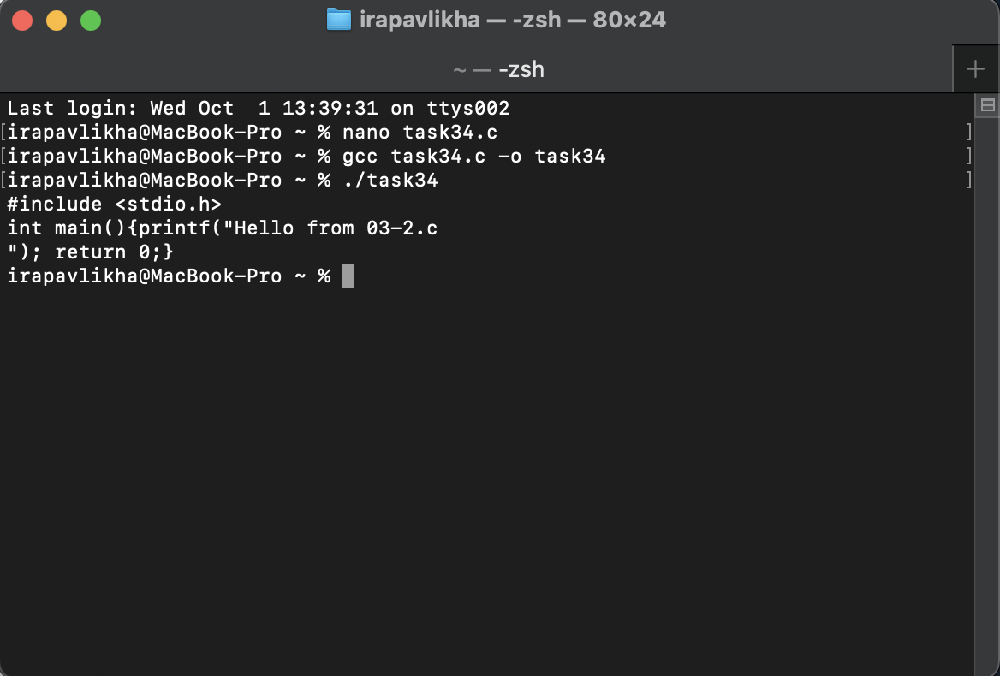 irapavlikha — -zsh — 80×24
~ — -zsh
Last login: Wed Oct  1 13:39:31 on ttys002
[irapavlikha@MacBook-Pro ~ % nano task34.c ]
[irapavlikha@MacBook-Pro ~ % gcc task34.c -o task34 ]
[irapavlikha@MacBook-Pro ~ % ./task34 ]
#include <stdio.h>
int main(){printf("Hello from 03-2.c
"); return 0;}
irapavlikha@MacBook-Pro ~ %